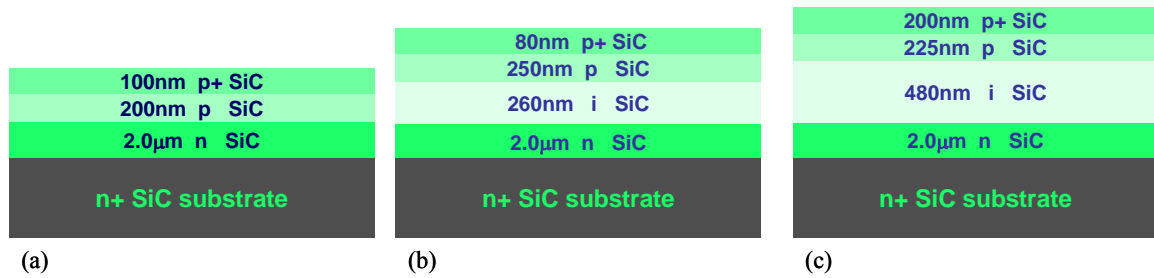 100nm p+ SiC
200nm p SiC
2.0μm n SiC
n+ SiC substrate
(a)
80nm p+ SiC
250nm p SiC
260nm i SiC
2.0μm n SiC
n+ SiC substrate
(b)
200nm p+ SiC
225nm p SiC
480nm i SiC
2.0μm n SiC
n+ SiC substrate
(c)